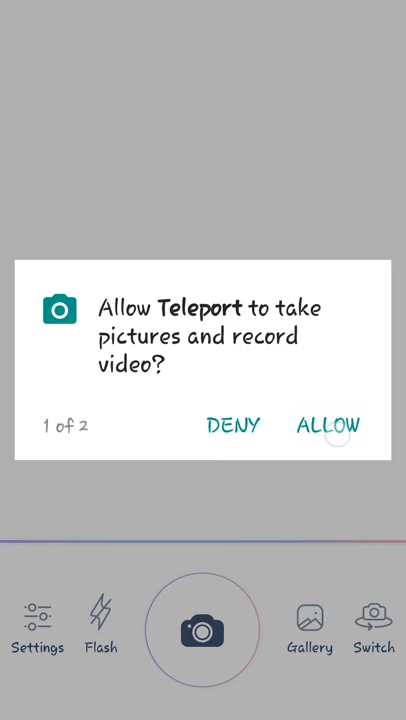 Allow Teleport to take
pictures and record
video?
1 of 2
DENY
ALLOW
Settings
Flash
Gallery
Switch